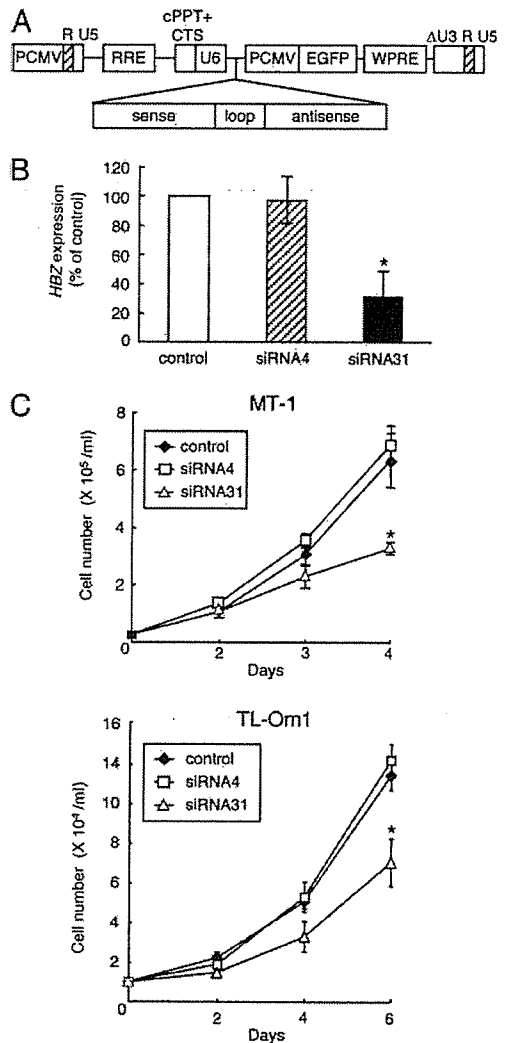 A
cPPT+
CTS
R U5
ΔU3 R U5
PCMV RRE U6 PCMV EGFP WPRE
sense loop antisense
B
HBZ expression
(% of control)
120
100
80
60
40
20
0
*
control siRNA4 siRNA31
C
MT-1
Cell number (X 10⁵ /ml)
8
6
4
2
0
control
siRNA4
siRNA31
*
2 3 4
Days
TL-Om1
Cell number (X 10⁴ /ml)
16
14
12
10
8
6
4
2
0
control
siRNA4
siRNA31
*
2 4 6
Days